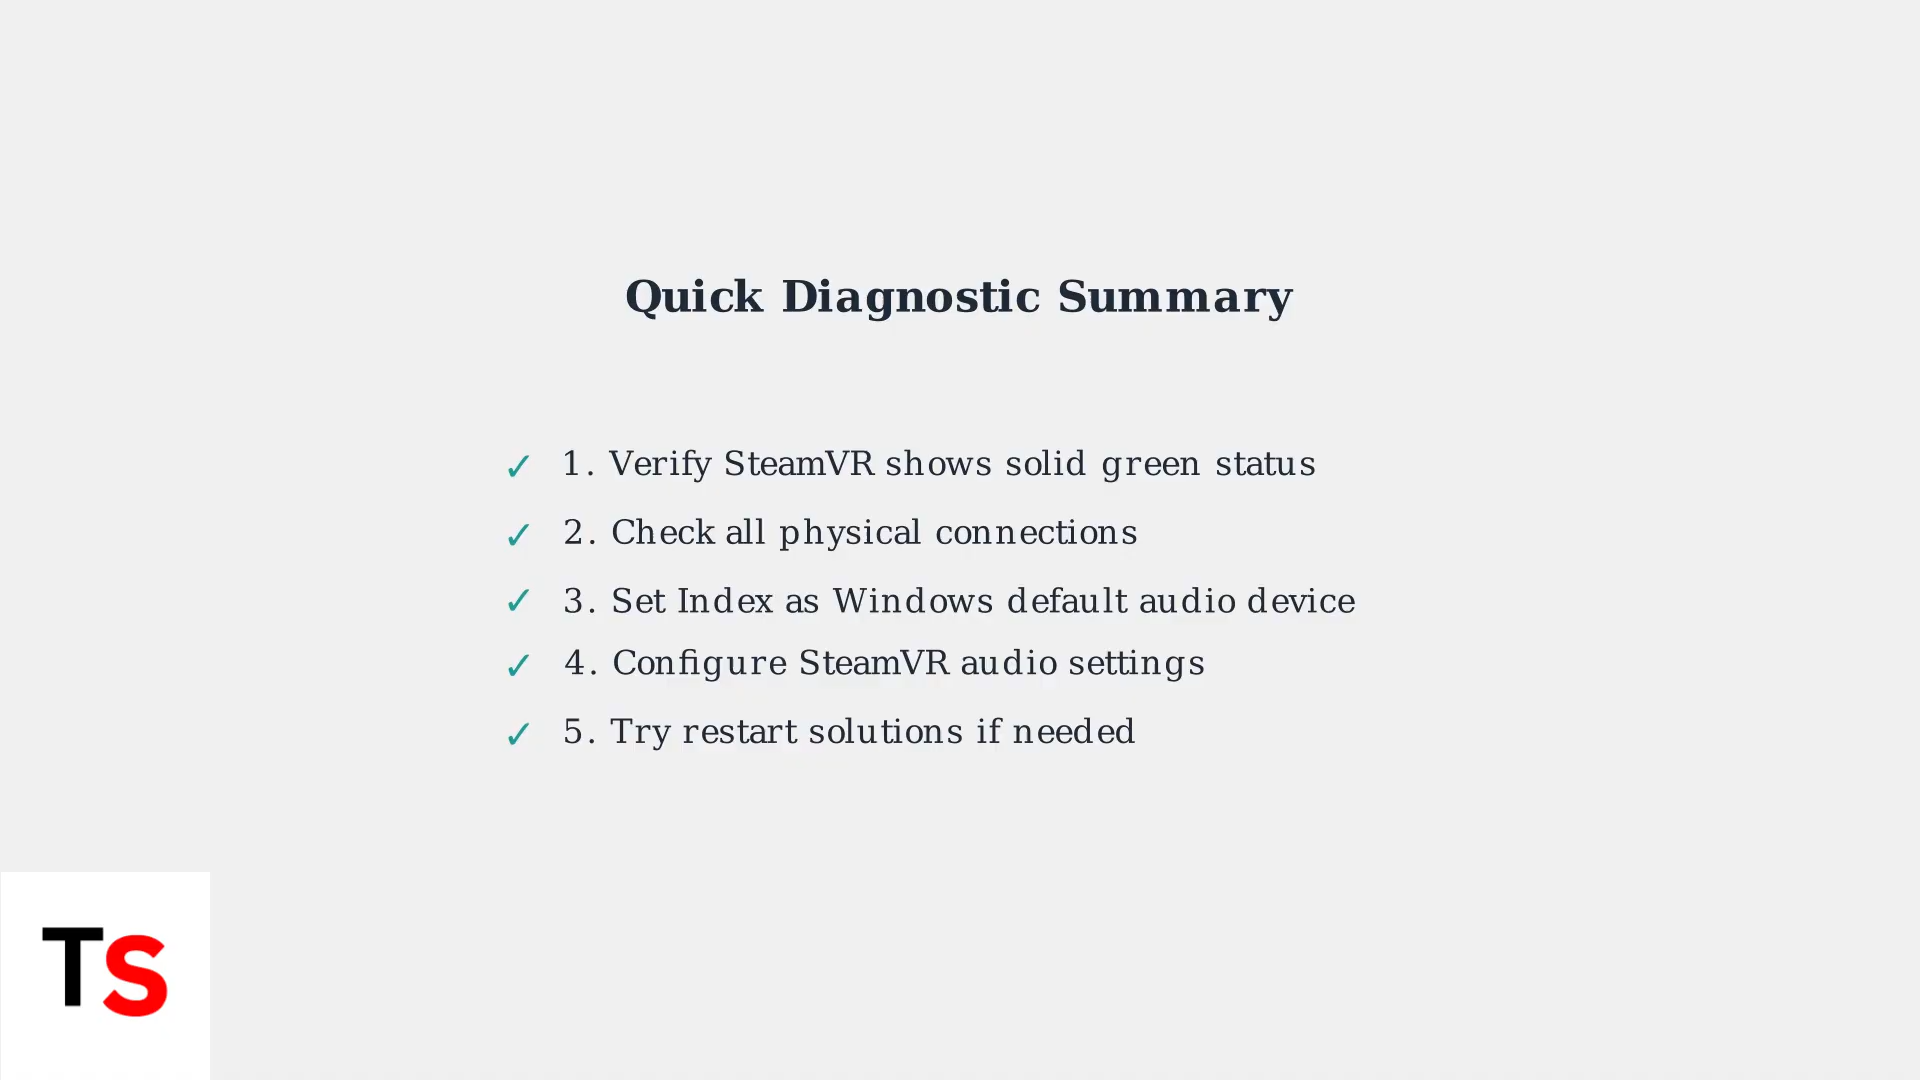 Quick Diagnostic Summary
✓ 1. Verify SteamVR shows solid green status
✓ 2. Check all physical connections
✓ 3. Set Index as Windows default audio device
✓ 4. Configure SteamVR audio settings
✓ 5. Try restart solutions if needed
TS